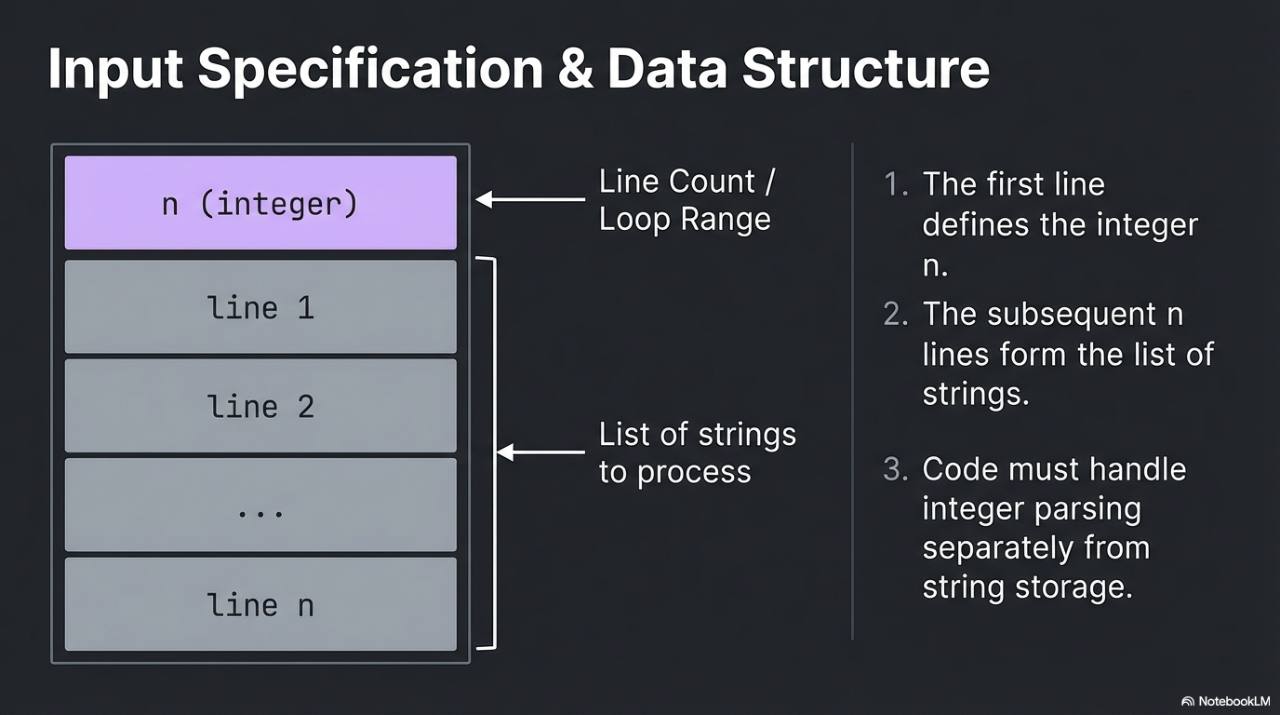 Input Specification & Data Structure
n (integer)
line 1
line 2
...
line n
Line Count /
Loop Range
List of strings
to process
1. The first line
defines the integer
n.
2. The subsequent n
lines form the list of
strings.
3. Code must handle
integer parsing
separately from
string storage.
NotebookLM